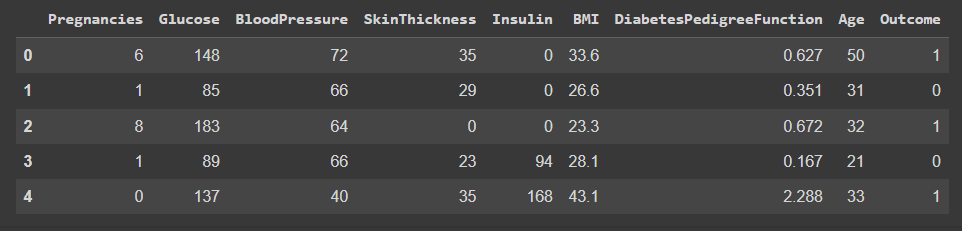 Pregnancies Glucose BloodPressure SkinThickness Insulin BMI DiabetesPedigreeFunction Age Outcome
0 6 148 72 35 0 33.6 0.627 50 1
1 1 85 66 29 0 26.6 0.351 31 0
2 8 183 64 0 0 23.3 0.672 32 1
3 1 89 66 23 94 28.1 0.167 21 0
4 0 137 40 35 168 43.1 2.288 33 1